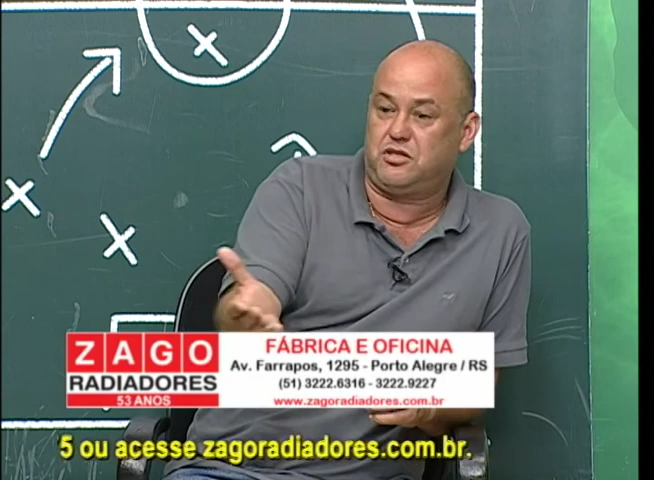 ZAGO
RADIADORES
53 ANOS
FÁBRICA E OFICINA
Av. Farrapos, 1295 - Porto Alegre / RS
(51) 3222.6316 - 3222.9227
www.zagoradiadores.com.br
5 ou acesse zagoradiadores.com.br.